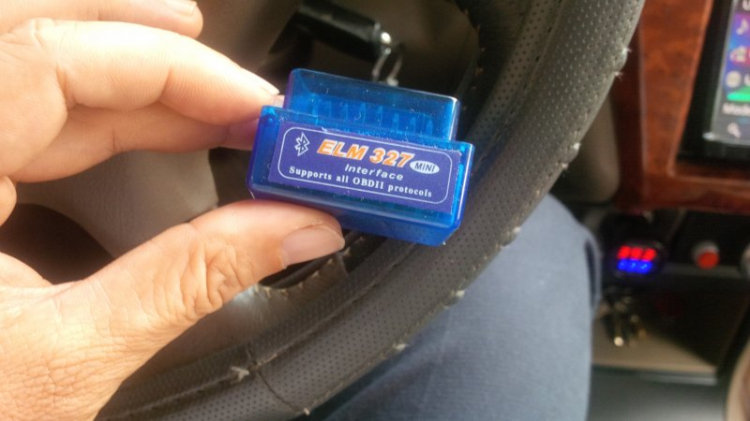 ELM 327 MINI
Interface
Supports all OBDII protocols